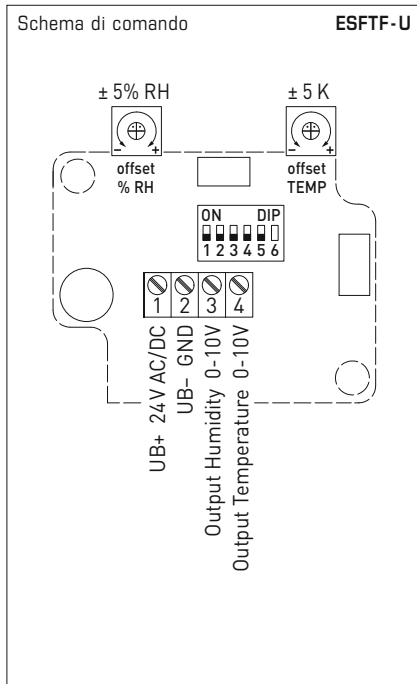 Schema di comando ESFTF-U
± 5% RH ± 5 K
- + - +
offset offset
% RH TEMP
ON DIP
1 2 3 4 5 6
1 2 3 4
UB+ 24V AC/DC
UB- GND
Output Humidity 0-10V
Output Temperature 0-10V